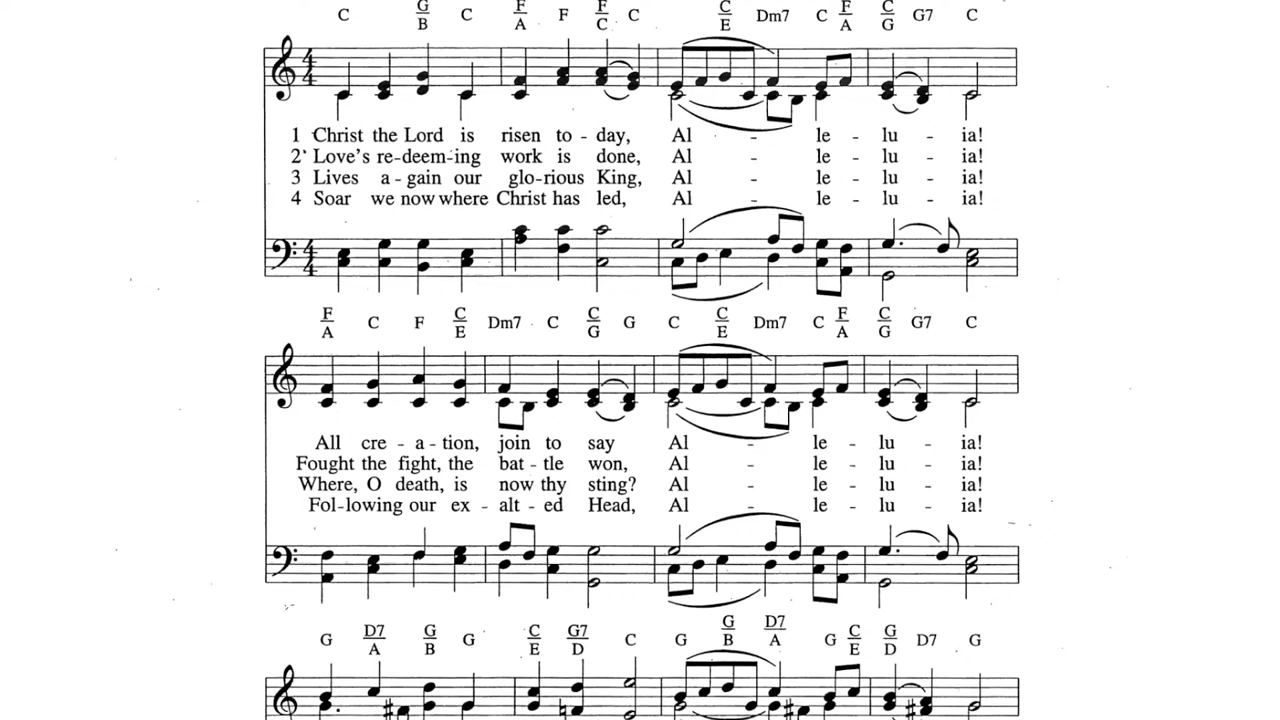 C G/B C F/A F F/C C C/E Dm7 C F/A C/G G7 C
1 Christ the Lord is risen to - day, Al - le - lu - ia!
2 Love's re-deem-ing work is done, Al - le - lu - ia!
3 Lives a - gain our glo-rious King, Al - le - lu - ia!
4 Soar we now where Christ has led, Al - le - lu - ia!
F/A C F C/E Dm7 C C/G G C C/E Dm7 C F/A C/G G7 C
All cre - a - tion, join to say Al - le - lu - ia!
Fought the fight, the bat - tle won, Al - le - lu - ia!
Where, O death, is now thy sting? Al - le - lu - ia!
Fol-lowing our ex - alt - ed Head, Al - le - lu - ia!
G D7/A G/B G C/E G7/D C G G/B D7/A G C/E G/D D7 G